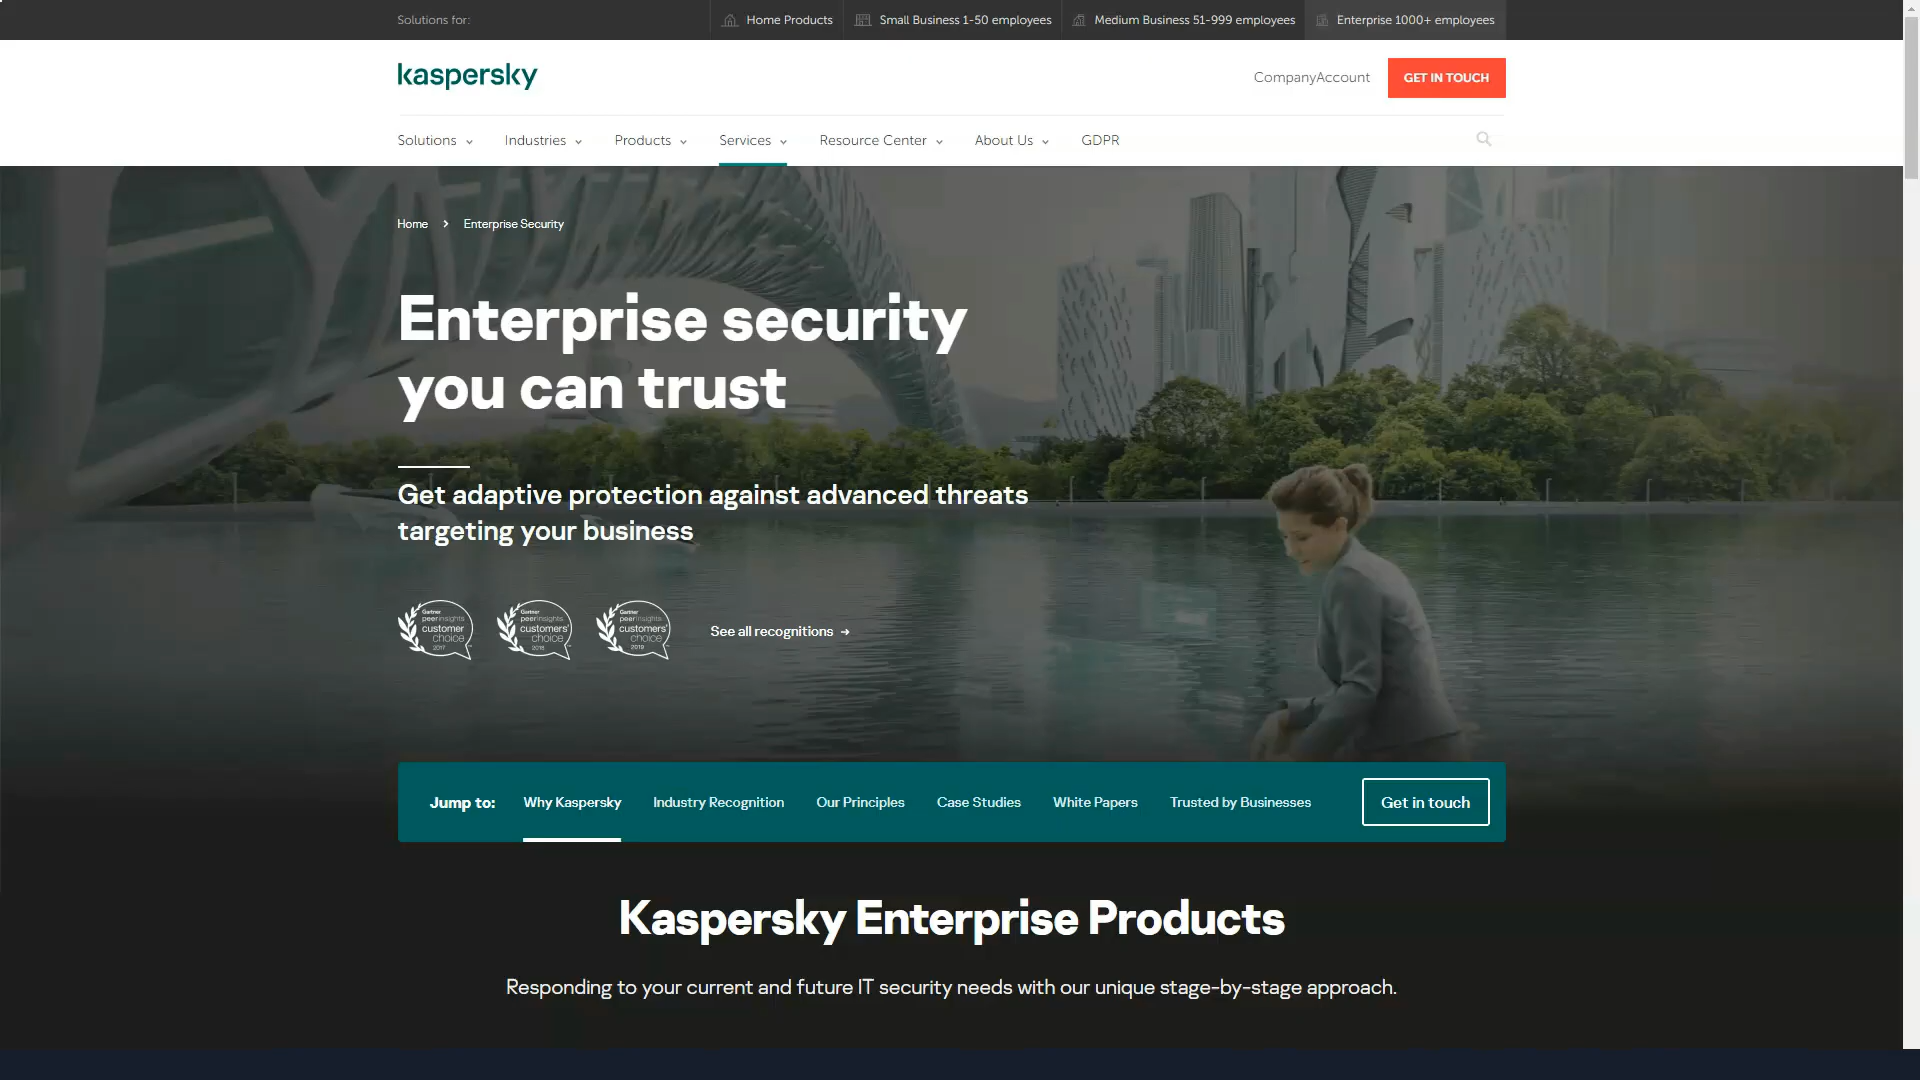 Solutions for:
Home Products
Small Business 1-50 employees
Medium Business 51-999 employees
Enterprise 1000+ employees
kaspersky
CompanyAccount
GET IN TOUCH
Solutions
Industries
Products
Services
Resource Center
About Us
GDPR
Home
Enterprise Security
Enterprise security
you can trust
Get adaptive protection against advanced threats
targeting your business
Gartner
peerinsights
customer
choice
2017
Gartner
peerinsights
customers'
choice
2018
Gartner
peerinsights
customers'
choice
2019
See all recognitions
Jump to:
Why Kaspersky
Industry Recognition
Our Principles
Case Studies
White Papers
Trusted by Businesses
Get in touch
Kaspersky Enterprise Products
Responding to your current and future IT security needs with our unique stage-by-stage approach.